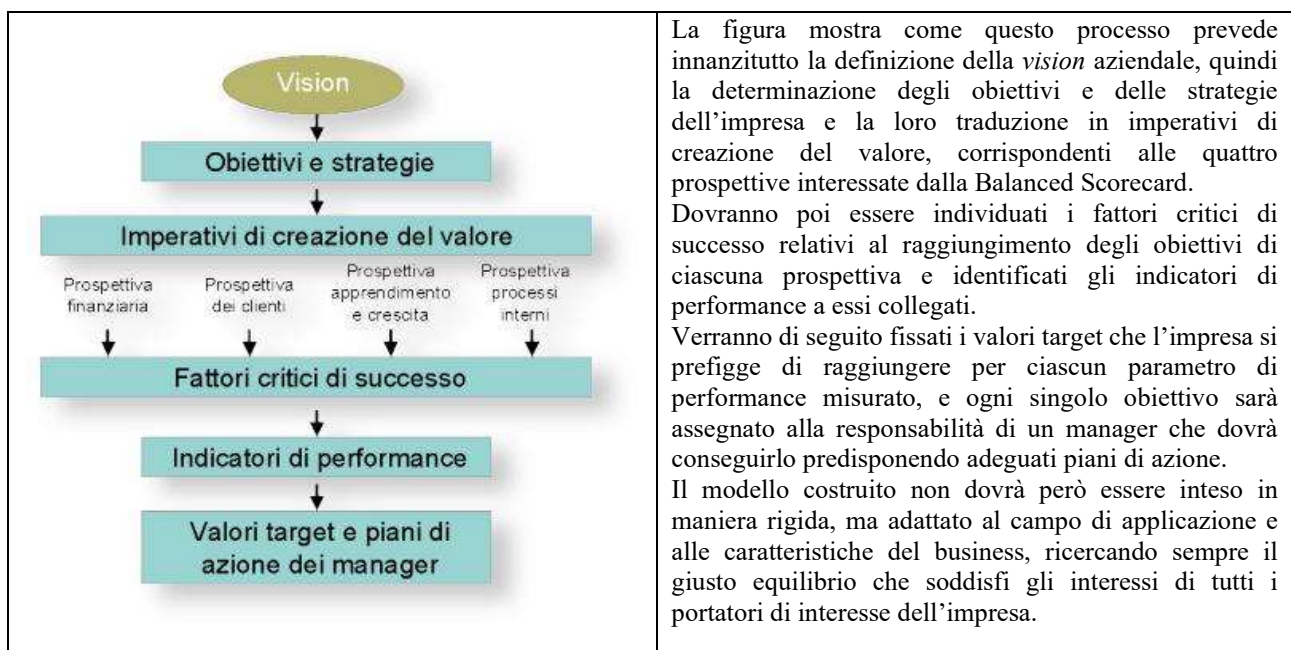 Vision
Obiettivi e strategie
Imperativi di creazione del valore
Prospettiva
finanziaria
Prospettiva
dei clienti
Prospettiva
apprendimento
e crescita
Prospettiva
processi
interni
Fattori critici di successo
Indicatori di performance
Valori target e piani di
azione dei manager
La figura mostra come questo processo prevede
innanzitutto la definizione della vision aziendale, quindi
la determinazione degli obiettivi e delle strategie
dell’impresa e la loro traduzione in imperativi di
creazione del valore, corrispondenti alle quattro
prospettive interessate dalla Balanced Scorecard.
Dovranno poi essere individuati i fattori critici di
successo relativi al raggiungimento degli obiettivi di
ciascuna prospettiva e identificati gli indicatori di
performance a essi collegati.
Verranno di seguito fissati i valori target che l’impresa si
prefigge di raggiungere per ciascun parametro di
performance misurato, e ogni singolo obiettivo sarà
assegnato alla responsabilità di un manager che dovrà
conseguirlo predisponendo adeguati piani di azione.
Il modello costruito non dovrà però essere inteso in
maniera rigida, ma adattato al campo di applicazione e
alle caratteristiche del business, ricercando sempre il
giusto equilibrio che soddisfi gli interessi di tutti i
portatori di interesse dell’impresa.